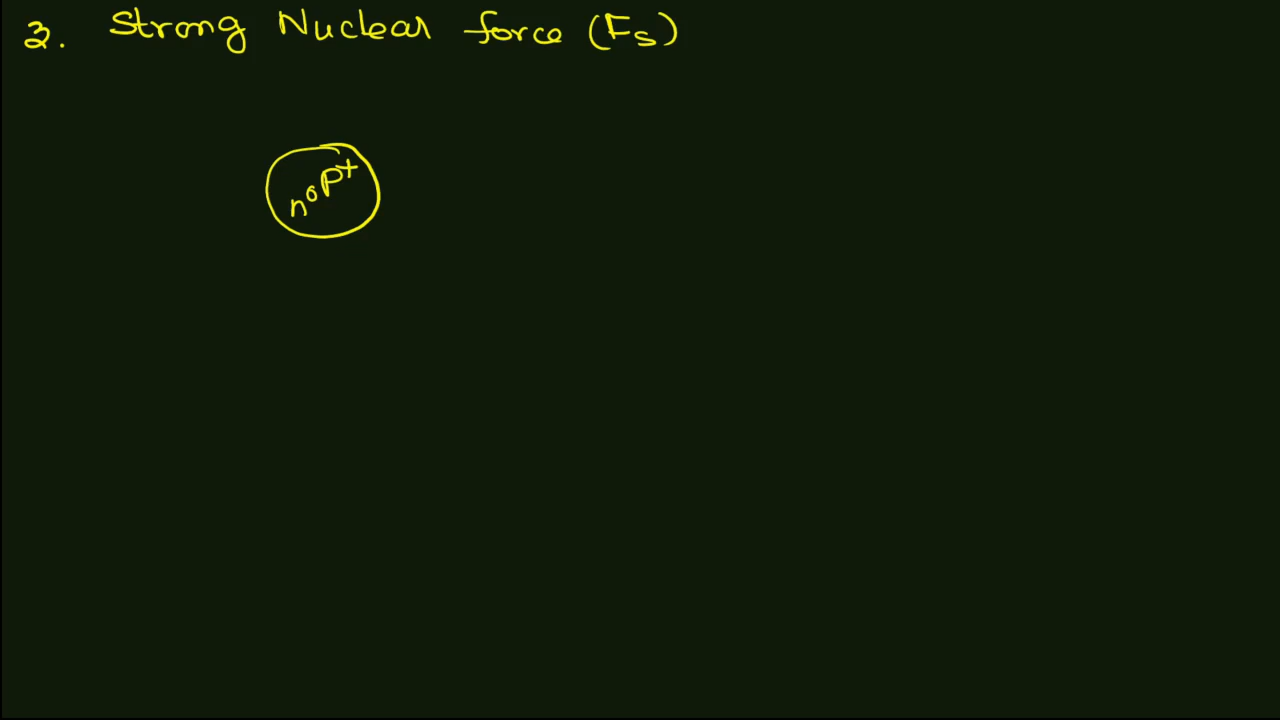 3. Strong Nuclear force (Fs)
n⁰ P⁺